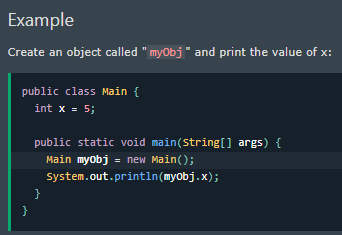 Example
Create an object called "myObj" and print the value of x:
public class Main {
  int x = 5;

  public static void main(String[] args) {
    Main myObj = new Main();
    System.out.println(myObj.x);
  }
}